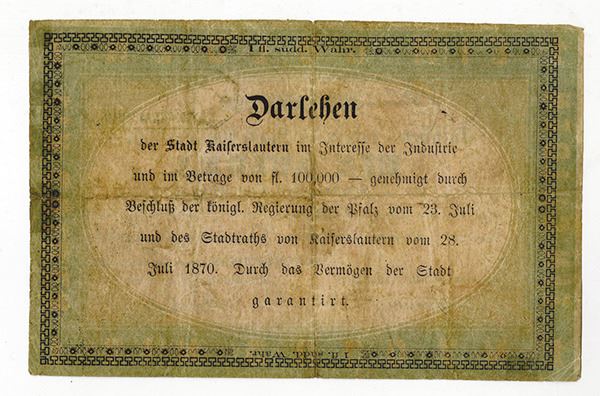 1 fl. südd. Währ.
Darlehen
der Stadt Kaiserslautern im Interesse der Industrie
und im Betrage von fl. 100,000 — genehmigt durch
Beschluß der königl. Regierung der Pfalz vom 23. Juli
und des Stadtraths von Kaiserslautern vom 28.
Juli 1870. Durch das Vermögen der Stadt
garantirt.
1 fl. südd. Währ.